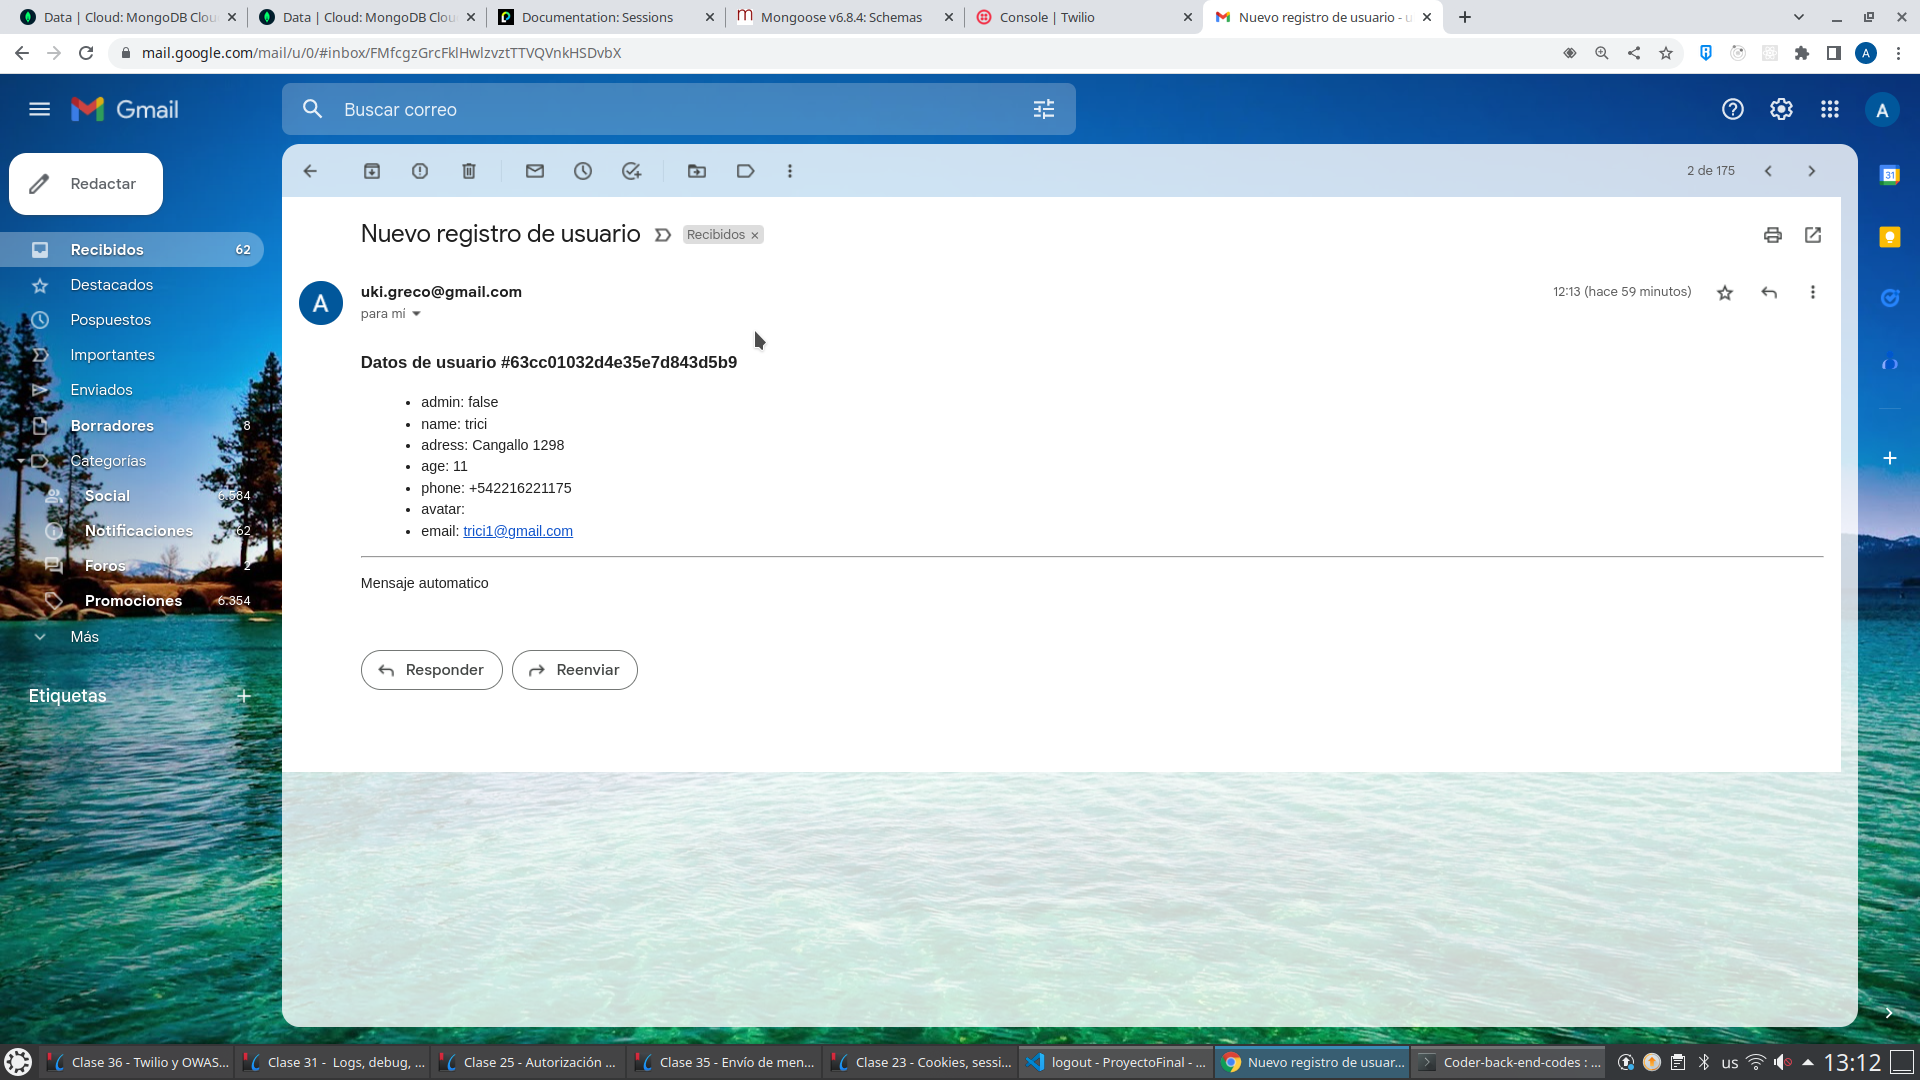 Data | Cloud: MongoDB Clou
Data | Cloud: MongoDB Clou
Documentation: Sessions
Mongoose v6.8.4: Schemas
Console | Twilio
Nuevo registro de usuario - u
mail.google.com/mail/u/0/#inbox/FMfcgzGrcFklHwlzvztTTVQVnkHSDvbX
A
Gmail
Buscar correo
A
Redactar
2 de 175
31
Nuevo registro de usuario
Recibidos ×
Recibidos 62
Destacados
Pospuestos
Importantes
Enviados
Borradores 8
Categorías
Social 6.584
Notificaciones 62
Foros 2
Promociones 6.354
Más
Etiquetas
A
uki.greco@gmail.com
12:13 (hace 59 minutos)
para mí
Datos de usuario #63cc01032d4e35e7d843d5b9
• admin: false
• name: trici
• adress: Cangallo 1298
• age: 11
• phone: +542216221175
• avatar:
• email: trici1@gmail.com
Mensaje automatico
Responder
Reenviar
Clase 36 - Twilio y OWAS...
Clase 31 - Logs, debug, ...
Clase 25 - Autorización ...
Clase 35 - Envío de men...
Clase 23 - Cookies, sessi...
logout - ProyectoFinal - ...
Nuevo registro de usuar...
Coder-back-end-codes : ...
us
13:12